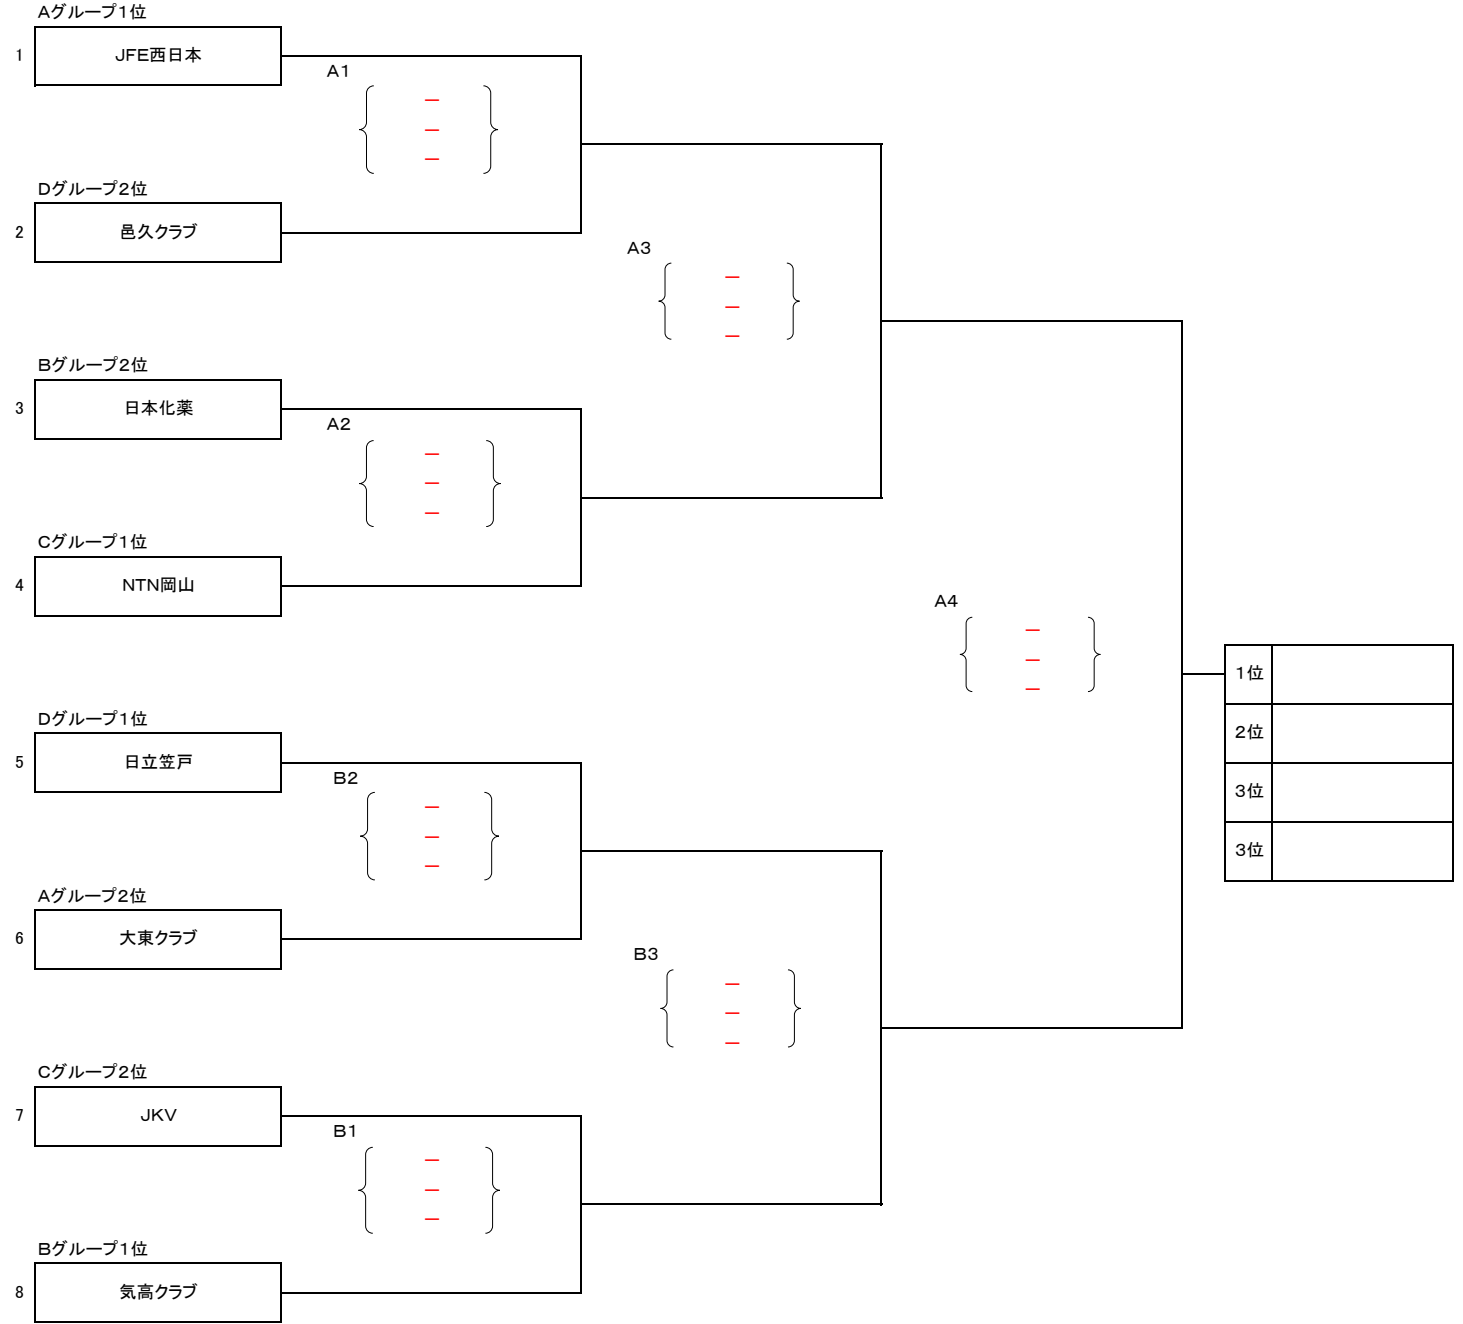 Aグループ1位
1 JFE西日本
A1
－
－
－
Dグループ2位
2 邑久クラブ
A3
－
－
－
Bグループ2位
3 日本化薬
A2
－
－
－
Cグループ1位
4 NTN岡山
A4
－
－
－
1位
2位
3位
3位
Dグループ1位
5 日立笠戸
B2
－
－
－
Aグループ2位
6 大東クラブ
B3
－
－
－
Cグループ2位
7 JKV
B1
－
－
－
Bグループ1位
8 気高クラブ